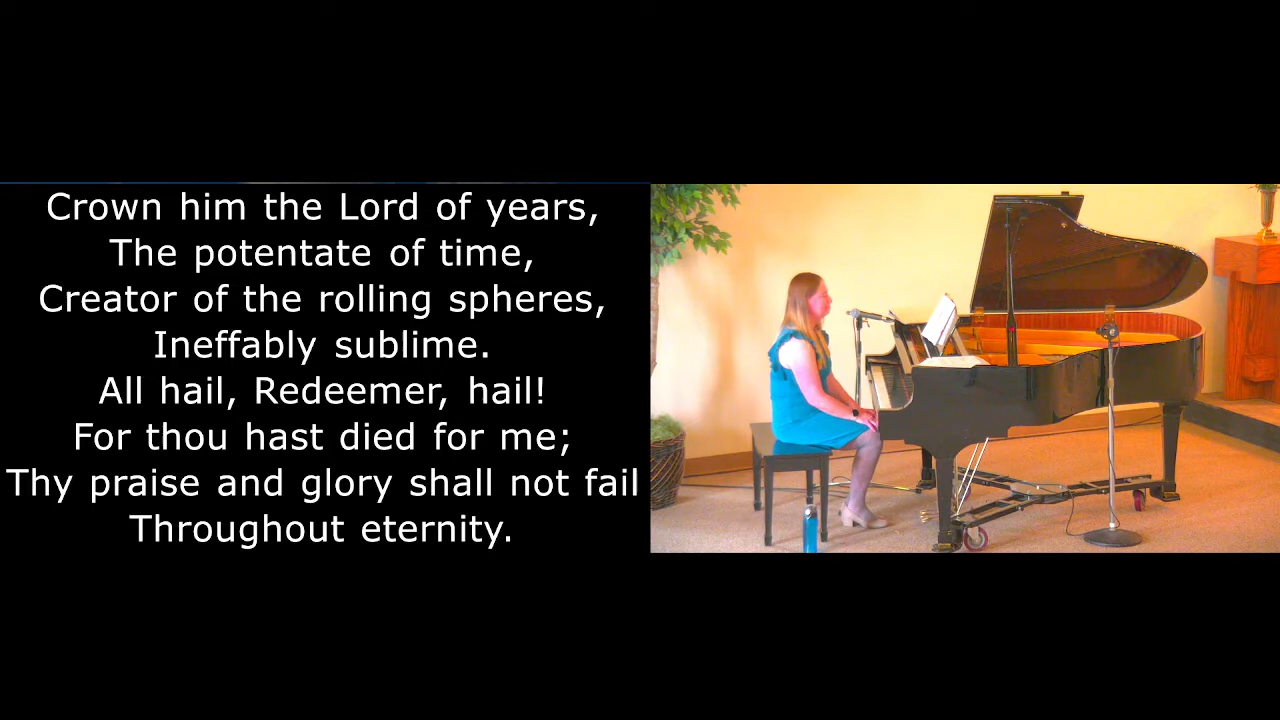 Crown him the Lord of years,
The potentate of time,
Creator of the rolling spheres,
Ineffably sublime.
All hail, Redeemer, hail!
For thou hast died for me;
Thy praise and glory shall not fail
Throughout eternity.